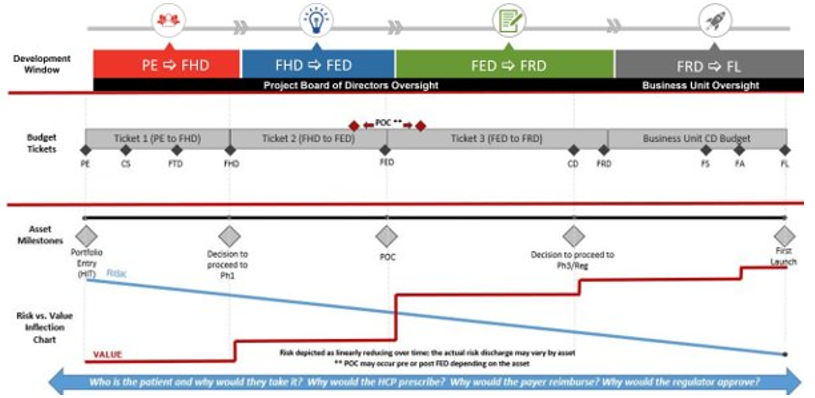 Development
Window
PE ⇨ FHD
FHD ⇨ FED
FED ⇨ FRD
FRD ⇨ FL
Project Board of Directors Oversight
Business Unit Oversight
POC **
Budget
Tickets
Ticket 1 (PE to FHD)
Ticket 2 (FHD to FED)
Ticket 3 (FED to FRD)
Business Unit CD Budget
PE
CS
FTD
FHD
FED
CD
FRD
FS
FA
FL
Asset
Milestones
Portfolio
Entry
(HIT)
Decision to
proceed to
Ph1
POC
Decision to proceed to
Ph3/Reg
First
Launch
RISK
Risk vs. Value
Inflection
Chart
VALUE
Risk depicted as linearly reducing over time; the actual risk discharge may vary by asset
** POC may occur pre or post FED depending on the asset
Who is the patient and why would they take it? Why would the HCP prescribe? Why would the payer reimburse? Why would the regulator approve?